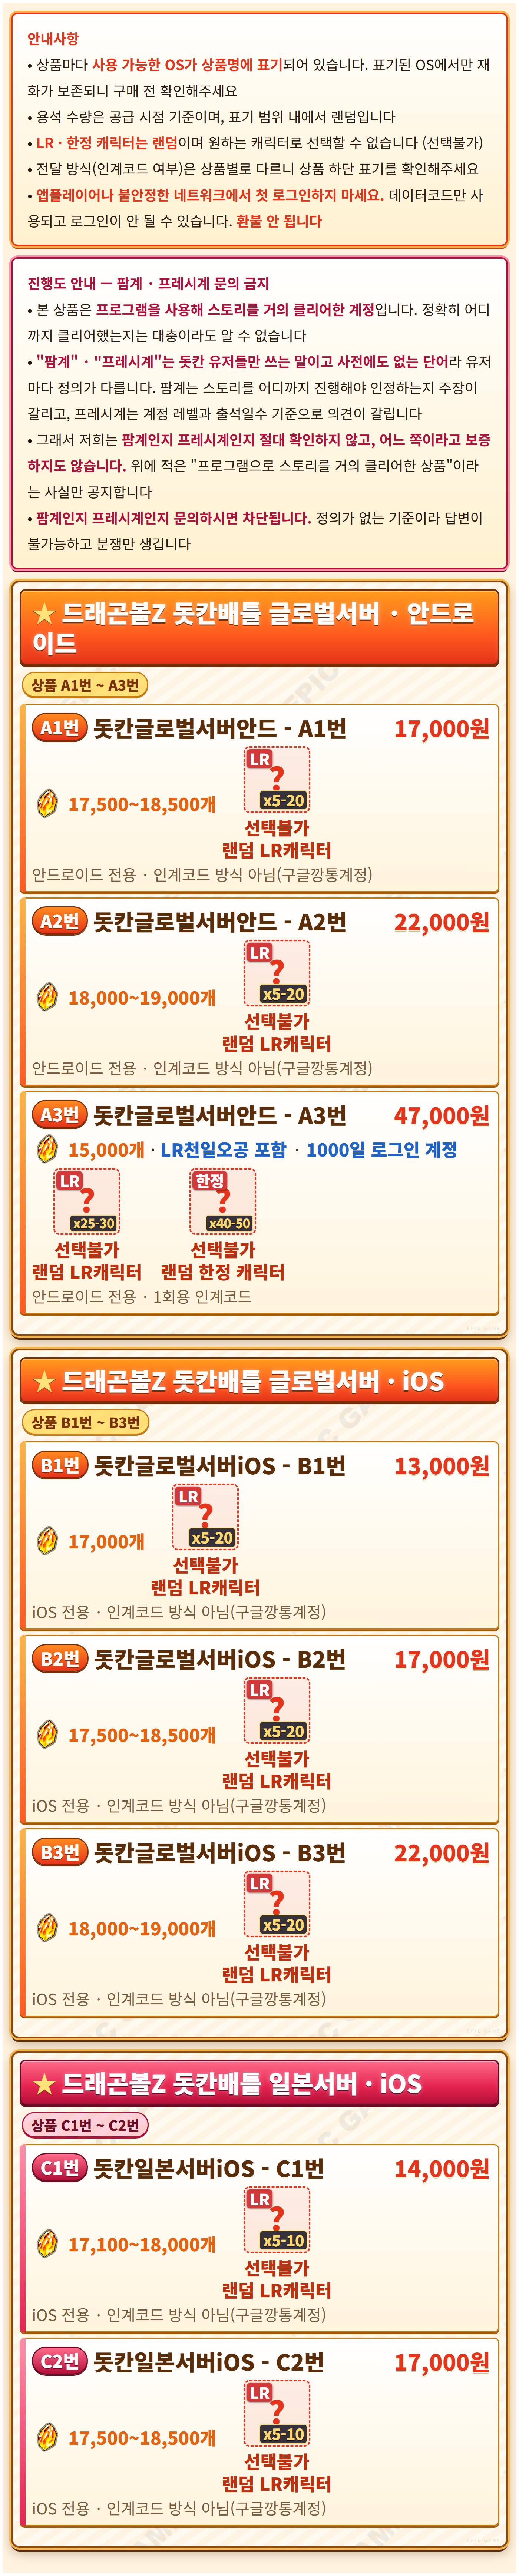 안내사항
• 상품마다 사용 가능한 OS가 상품명에 표기되어 있습니다. 표기된 OS에서만 재
화가 보존되니 구매 전 확인해주세요
• 용석 수량은 공급 시점 기준이며, 표기 범위 내에서 랜덤입니다
• LR · 한정 캐릭터는 랜덤이며 원하는 캐릭터로 선택할 수 없습니다 (선택불가)
• 전달 방식(인계코드 여부)은 상품별로 다르니 상품 하단 표기를 확인해주세요
• 앱플레이어나 불안정한 네트워크에서 첫 로그인하지 마세요. 데이터코드만 사
용되고 로그인이 안 될 수 있습니다. 환불 안 됩니다
진행도 안내 — 팜계 · 프레시계 문의 금지
• 본 상품은 프로그램을 사용해 스토리를 거의 클리어한 계정입니다. 정확히 어디
까지 클리어했는지는 대충이라도 알 수 없습니다
• "팜계" · "프레시계"는 돗칸 유저들만 쓰는 말이고 사전에도 없는 단어라 유저
마다 정의가 다릅니다. 팜계는 스토리를 어디까지 진행해야 인정하는지 주장이
갈리고, 프레시계는 계정 레벨과 출석일수 기준으로 의견이 갈립니다
• 그래서 저희는 팜계인지 프레시계인지 절대 확인하지 않고, 어느 쪽이라고 보증
하지도 않습니다. 위에 적은 "프로그램으로 스토리를 거의 클리어한 상품"이라
는 사실만 공지합니다
• 팜계인지 프레시계인지 문의하시면 차단됩니다. 정의가 없는 기준이라 답변이
불가능하고 분쟁만 생깁니다
★ 드래곤볼Z 돗칸배틀 글로벌서버 · 안드로
이드
상품 A1번 ~ A3번
A1번 돗칸글로벌서버안드 - A1번 17,000원
LR
?
x5-20
17,500~18,500개
선택불가
랜덤 LR캐릭터
안드로이드 전용 · 인계코드 방식 아님(구글깡통계정)
A2번 돗칸글로벌서버안드 - A2번 22,000원
LR
?
x5-20
18,000~19,000개
선택불가
랜덤 LR캐릭터
안드로이드 전용 · 인계코드 방식 아님(구글깡통계정)
A3번 돗칸글로벌서버안드 - A3번 47,000원
15,000개 · LR천일오공 포함 · 1000일 로그인 계정
LR 한정
? ?
x25-30 x40-50
선택불가 선택불가
랜덤 LR캐릭터 랜덤 한정 캐릭터
안드로이드 전용 · 1회용 인계코드
★ 드래곤볼Z 돗칸배틀 글로벌서버 · iOS
상품 B1번 ~ B3번
B1번 돗칸글로벌서버iOS - B1번 13,000원
LR
?
x5-20
17,000개
선택불가
랜덤 LR캐릭터
iOS 전용 · 인계코드 방식 아님(구글깡통계정)
B2번 돗칸글로벌서버iOS - B2번 17,000원
LR
?
x5-20
17,500~18,500개
선택불가
랜덤 LR캐릭터
iOS 전용 · 인계코드 방식 아님(구글깡통계정)
B3번 돗칸글로벌서버iOS - B3번 22,000원
LR
?
x5-20
18,000~19,000개
선택불가
랜덤 LR캐릭터
iOS 전용 · 인계코드 방식 아님(구글깡통계정)
★ 드래곤볼Z 돗칸배틀 일본서버 · iOS
상품 C1번 ~ C2번
C1번 돗칸일본서버iOS - C1번 14,000원
LR
?
x5-10
17,100~18,000개
선택불가
랜덤 LR캐릭터
iOS 전용 · 인계코드 방식 아님(구글깡통계정)
C2번 돗칸일본서버iOS - C2번 17,000원
LR
?
x5-10
17,500~18,500개
선택불가
랜덤 LR캐릭터
iOS 전용 · 인계코드 방식 아님(구글깡통계정)